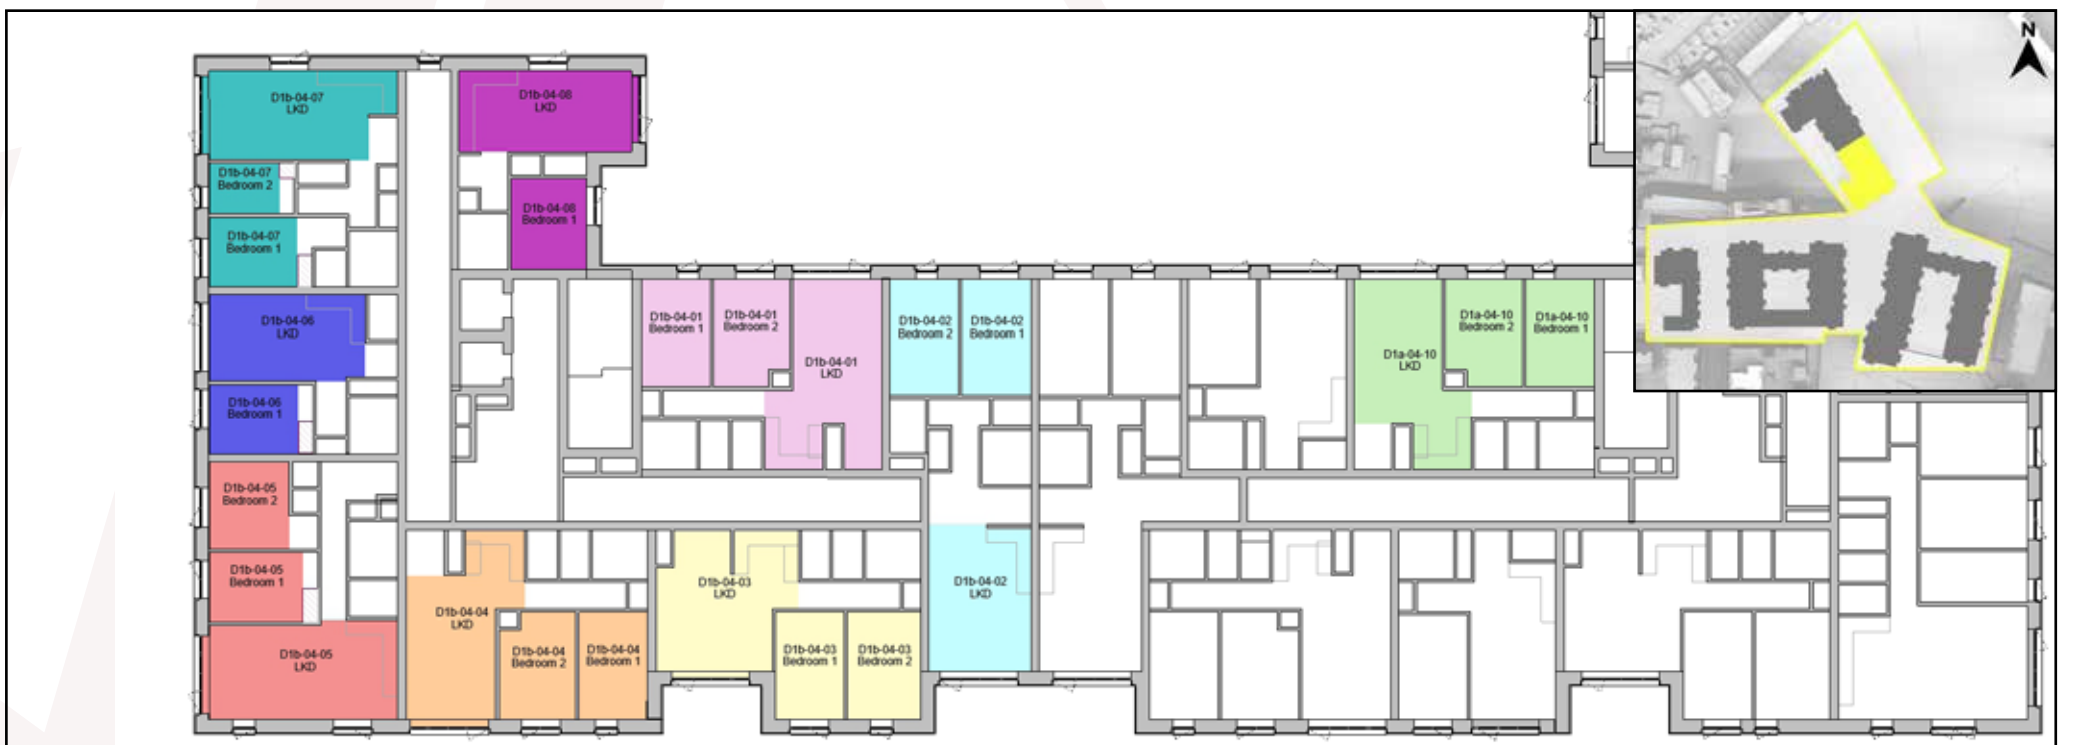 N
D1b-04-07
LKD
D1b-04-08
LKD
D1b-04-07
Bedroom 2
D1b-04-08
Bedroom 1
D1b-04-07
Bedroom 1
D1b-04-06
LKD
D1b-04-01
Bedroom 1
D1b-04-01
Bedroom 2
D1b-04-01
LKD
D1b-04-02
Bedroom 2
D1b-04-02
Bedroom 1
D1a-04-10
LKD
D1a-04-10
Bedroom 2
D1a-04-10
Bedroom 1
D1b-04-06
Bedroom 1
D1b-04-05
Bedroom 2
D1b-04-05
Bedroom 1
D1b-04-05
LKD
D1b-04-04
LKD
D1b-04-04
Bedroom 2
D1b-04-04
Bedroom 1
D1b-04-03
LKD
D1b-04-03
Bedroom 1
D1b-04-03
Bedroom 2
D1b-04-02
LKD